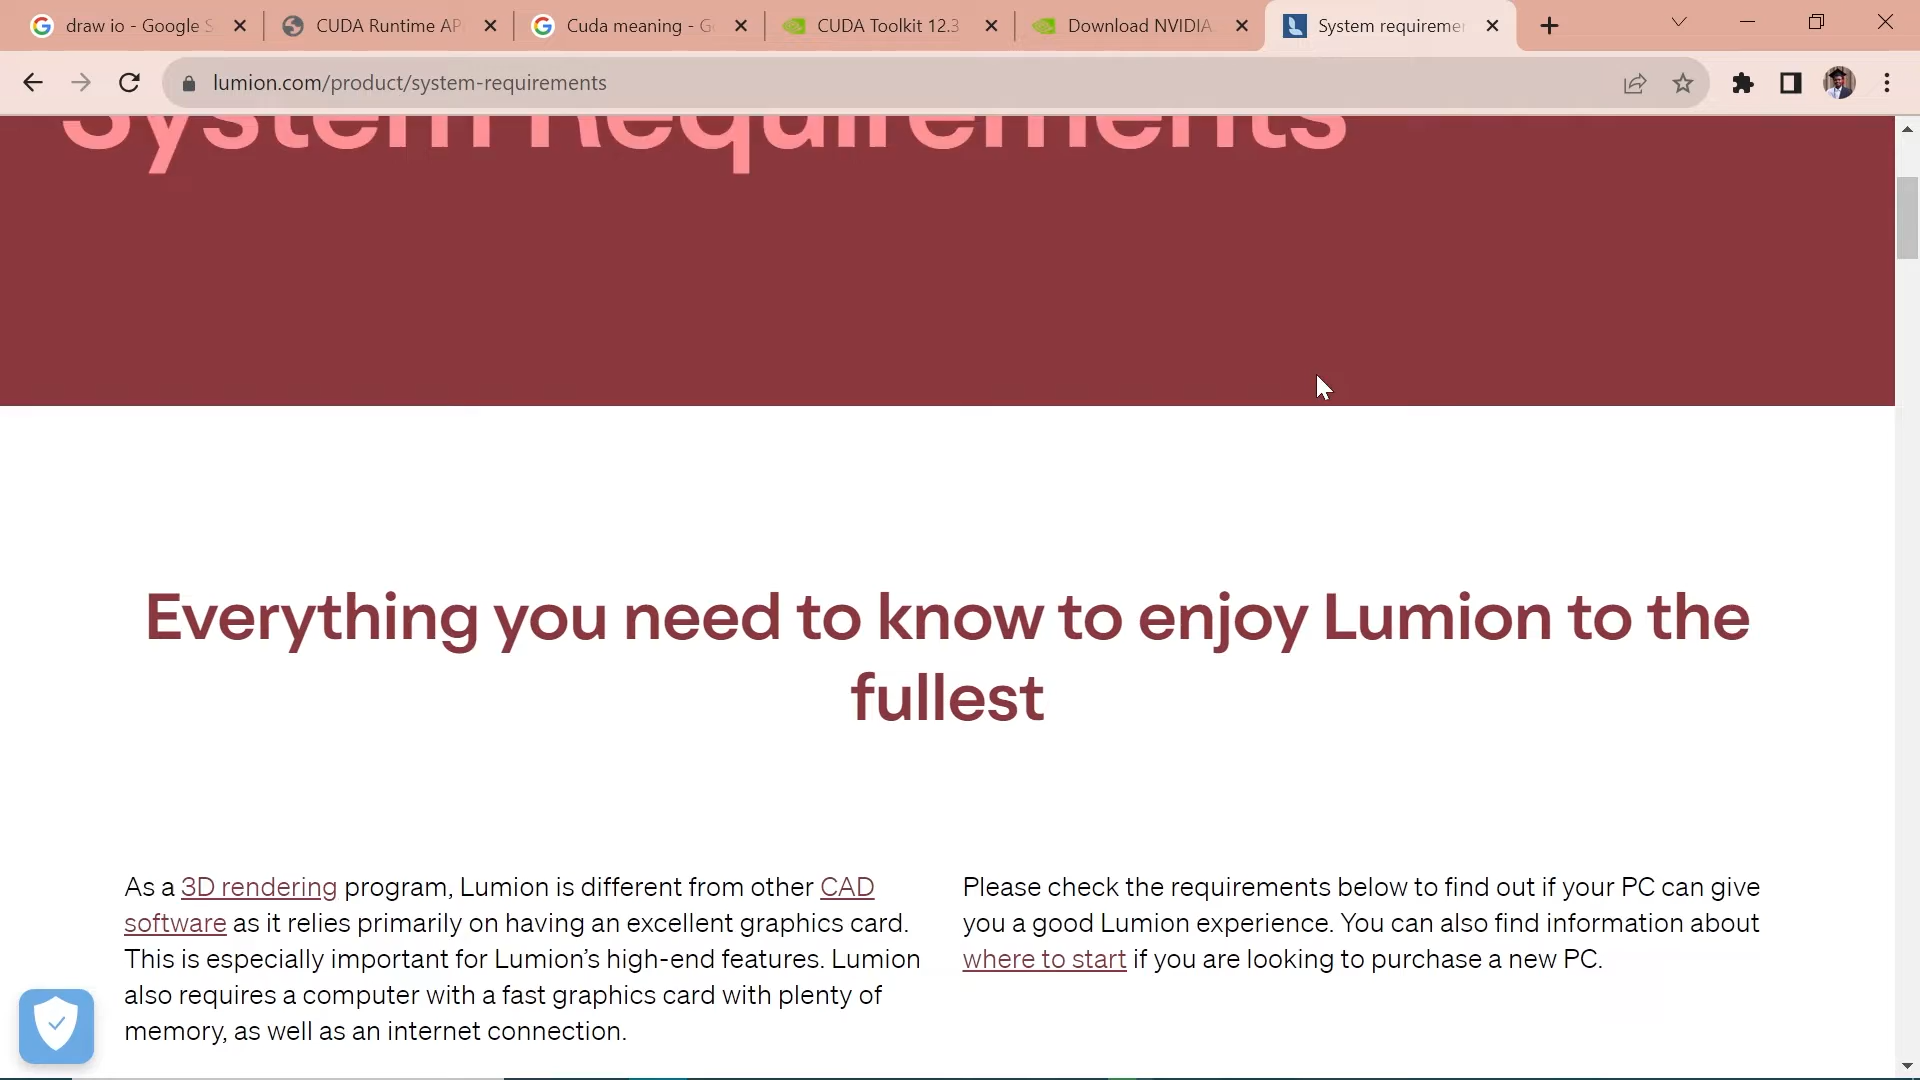 draw io - Google S
CUDA Runtime AP
Cuda meaning - G
CUDA Toolkit 12.3
Download NVIDIA
System requiremen
lumion.com/product/system-requirements
System Requirements
Everything you need to know to enjoy Lumion to the
fullest
As a 3D rendering program, Lumion is different from other CAD
software as it relies primarily on having an excellent graphics card.
This is especially important for Lumion’s high-end features. Lumion
also requires a computer with a fast graphics card with plenty of
memory, as well as an internet connection.
Please check the requirements below to find out if your PC can give
you a good Lumion experience. You can also find information about
where to start if you are looking to purchase a new PC.